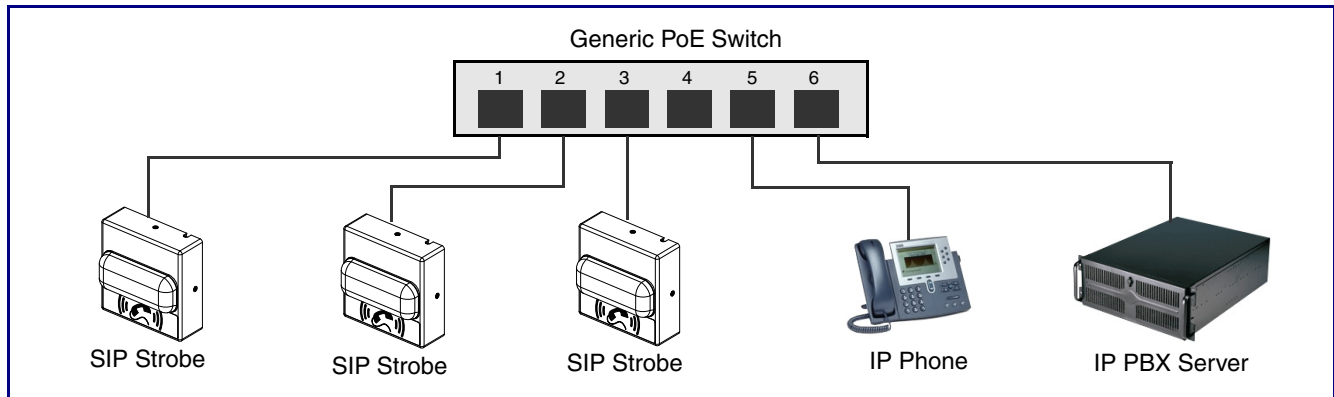 Generic PoE Switch
1 2 3 4 5 6
SIP Strobe
SIP Strobe
SIP Strobe
IP Phone
IP PBX Server